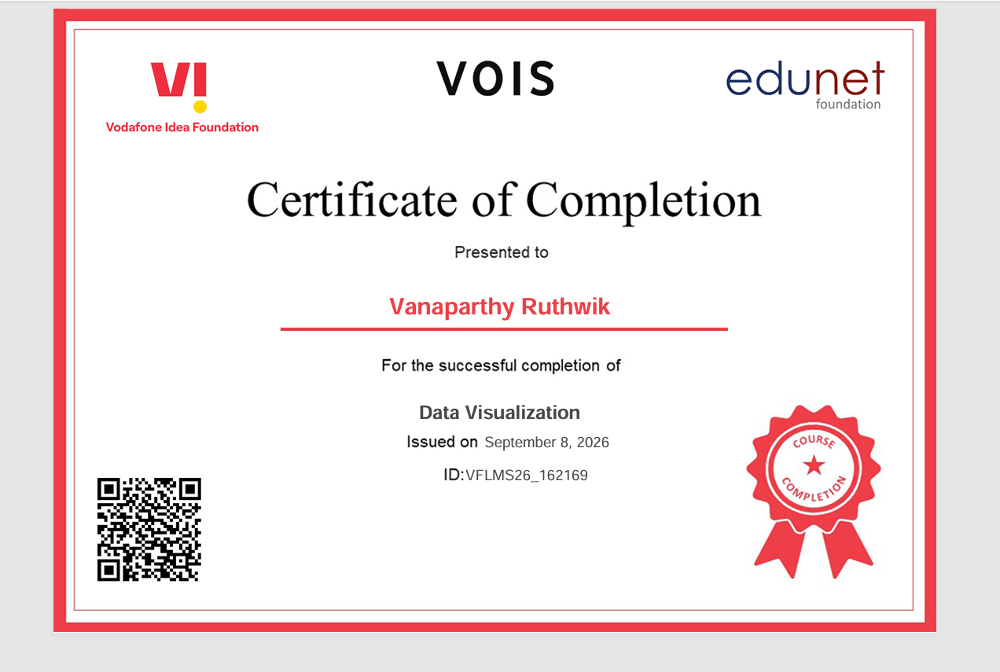 VI
Vodafone Idea Foundation
VOIS
edunet
foundation
Certificate of Completion
Presented to
Vanaparthy Ruthwik
For the successful completion of
Data Visualization
Issued on September 8, 2026
ID:VFLMS26_162169
COURSE
COMPLETION